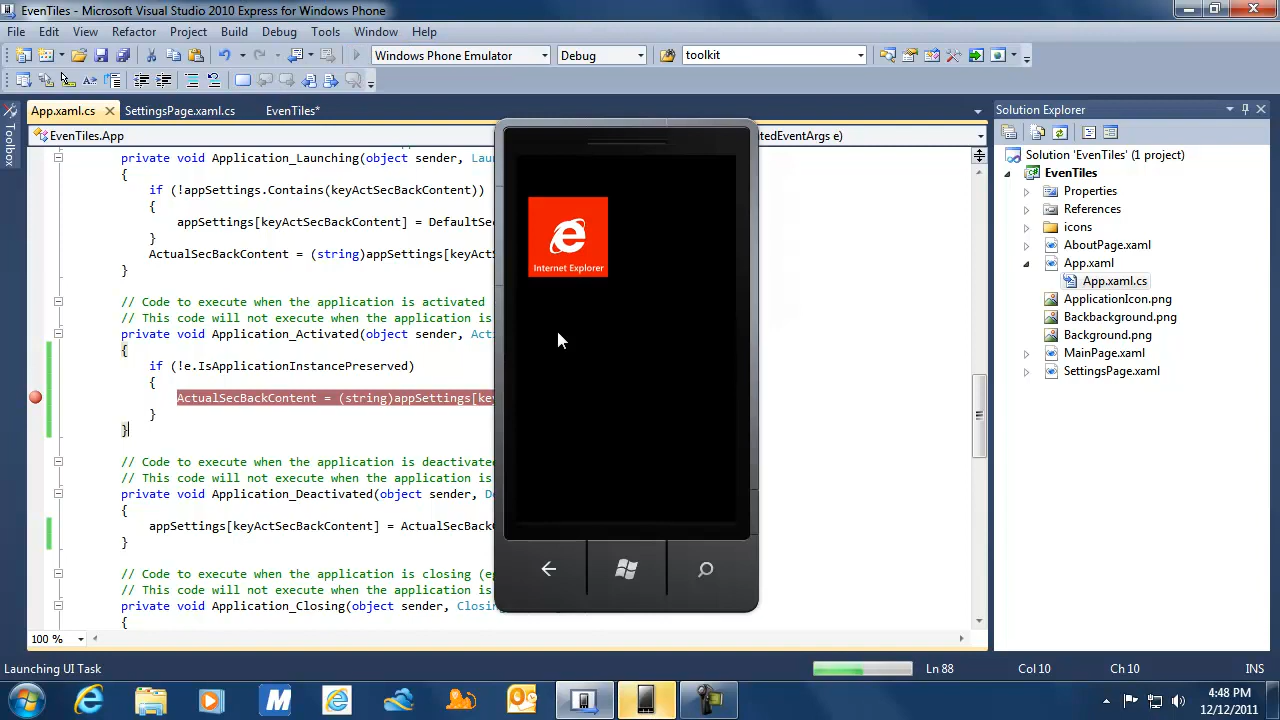 EvenTiles - Microsoft Visual Studio 2010 Express for Windows Phone
File Edit View Refactor Project Build Debug Tools Window Help
Windows Phone Emulator Debug toolkit
App.xaml.cs SettingsPage.xaml.cs EvenTiles*
Solution Explorer
Toolbox
EvenTiles.App
tedEventArgs e)
private void Application_Launching(object sender, Lau
{
if (!appSettings.Contains(keyActSecBackContent))
{
appSettings[keyActSecBackContent] = DefaultSec
}
ActualSecBackContent = (string)appSettings[keyAct
}
// Code to execute when the application is activated
// This code will not execute when the application is
private void Application_Activated(object sender, Act
{
if (!e.IsApplicationInstancePreserved)
{
ActualSecBackContent = (string)appSettings[key
}
}
// Code to execute when the application is deactivated
// This code will not execute when the application is
private void Application_Deactivated(object sender, De
{
appSettings[keyActSecBackContent] = ActualSecBackC
}
// Code to execute when the application is closing (eg
// This code will not execute when the application is
private void Application_Closing(object sender, Closin
{
Internet Explorer
Solution 'EvenTiles' (1 project)
EvenTiles
Properties
References
icons
AboutPage.xaml
App.xaml
App.xaml.cs
ApplicationIcon.png
Backbackground.png
Background.png
MainPage.xaml
SettingsPage.xaml
100 %
Launching UI Task Ln 88 Col 10 Ch 10 INS
4:48 PM
12/12/2011